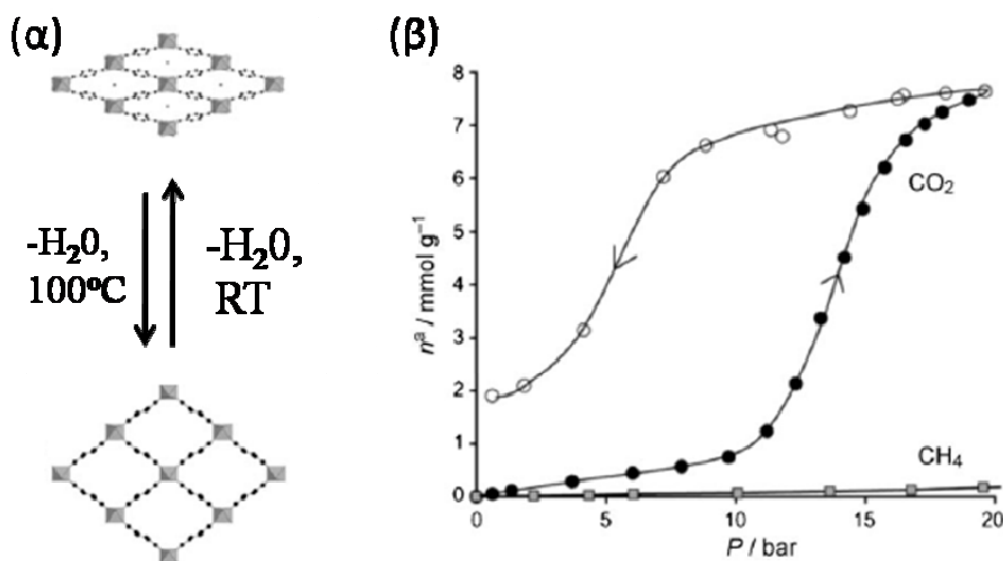 (α)
-H₂0,
100ºC
-H₂0,
RT
(β)
8
7
6
5
4
3
2
1
0
nᵃ / mmol g⁻¹
CO₂
CH₄
0
5
10
15
20
P / bar